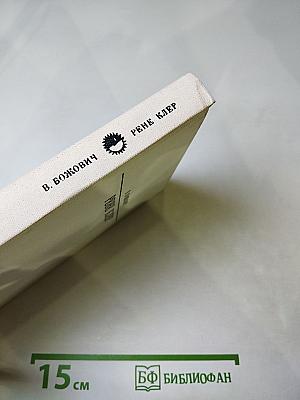 В. БОЖОВИЧ РЕНЕ КЛЕР
15 см
БФ БИБЛИОФАН